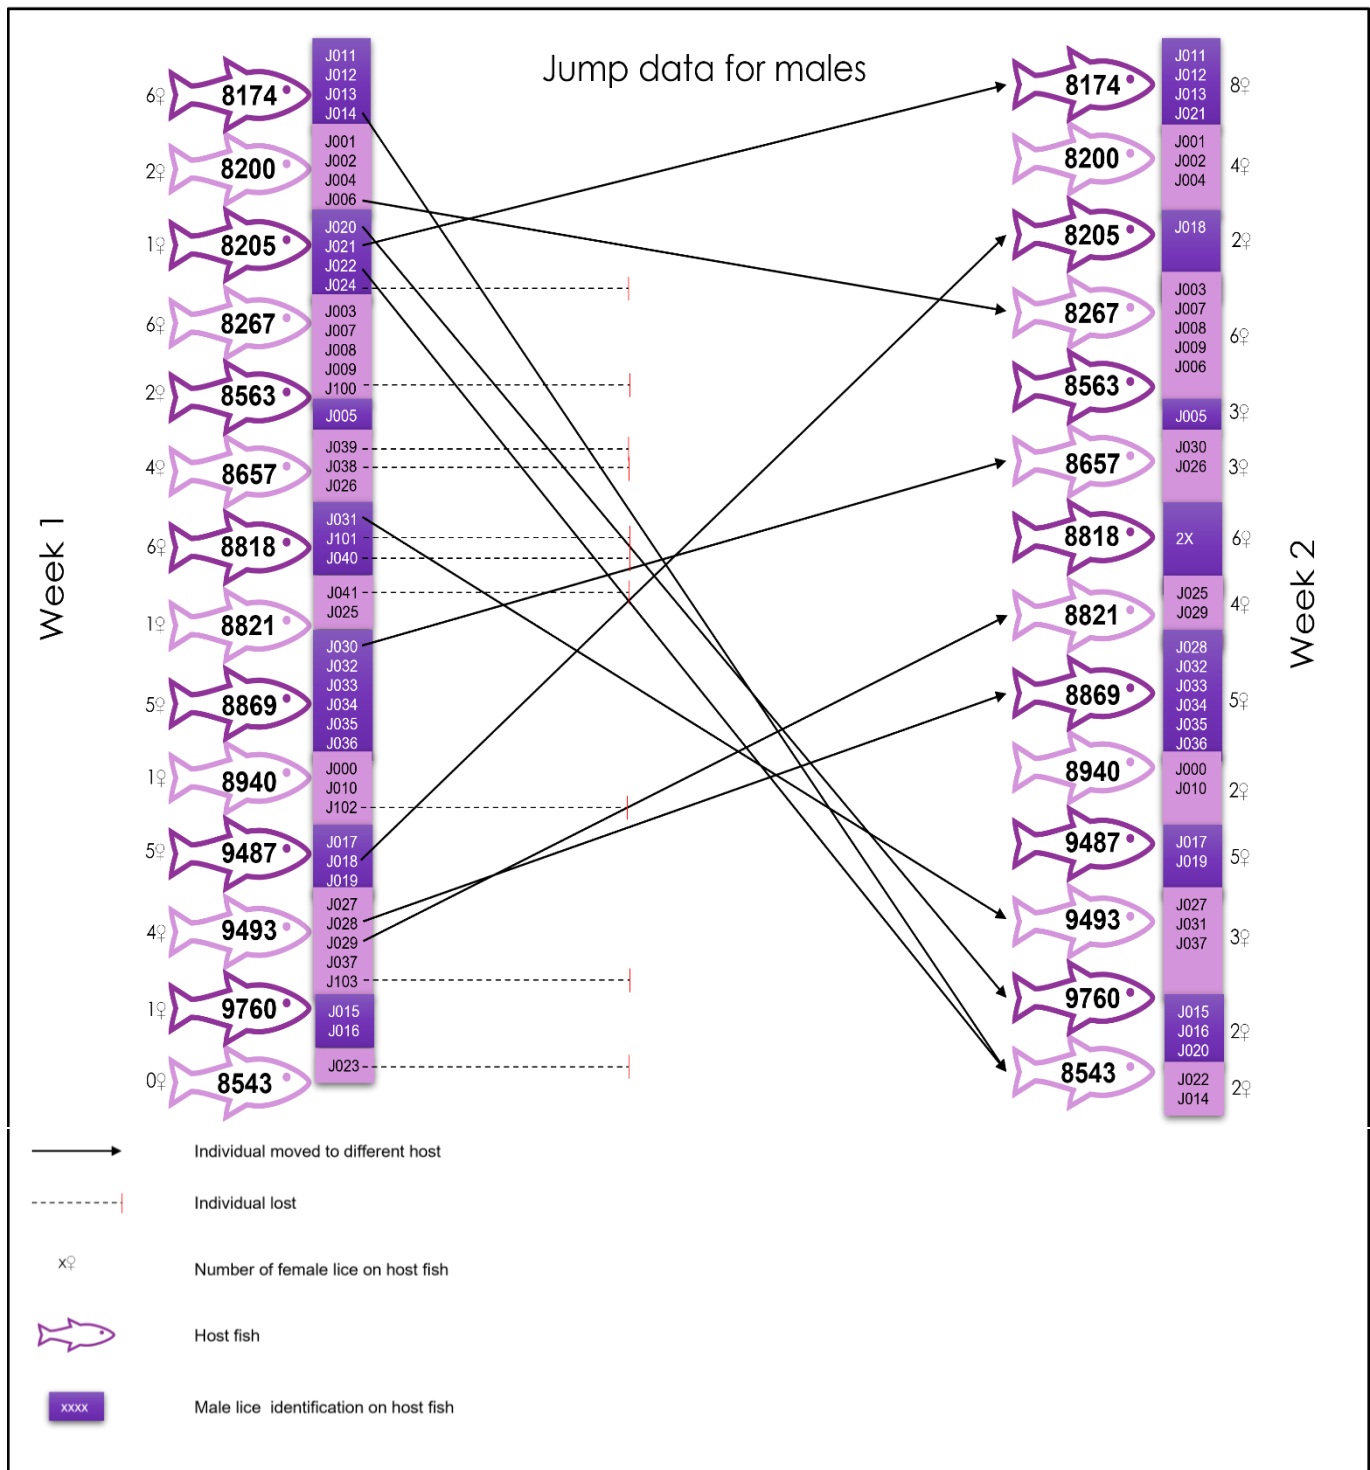 Jump data for males
Week 1
6♀ 8174
J011
J012
J013
J014
2♀ 8200
J001
J002
J004
J006
1♀ 8205
J020
J021
J022
J024
6♀ 8267
J003
J007
J008
J009
J100
2♀ 8563
J005
4♀ 8657
J039
J038
J026
6♀ 8818
J031
J101
J040
1♀ 8821
J041
J025
5♀ 8869
J030
J032
J033
J034
J035
J036
1♀ 8940
J000
J010
J102
5♀ 9487
J017
J018
J019
4♀ 9493
J027
J028
J029
J037
J103
1♀ 9760
J015
J016
0♀ 8543
J023
Week 2
8174 8♀
J011
J012
J013
J021
8200 4♀
J001
J002
J004
8205 2♀
J018
8267 6♀
J003
J007
J008
J009
J006
8563 3♀
J005
8657 3♀
J030
J026
8818 6♀
2X
8821 4♀
J025
J029
8869 5♀
J028
J032
J033
J034
J035
J036
8940 2♀
J000
J010
9487 5♀
J017
J019
9493 3♀
J027
J031
J037
9760 2♀
J015
J016
J020
8543 2♀
J022
J014
Individual moved to different host
Individual lost
x♀ Number of female lice on host fish
Host fish
xxxx Male lice identification on host fish